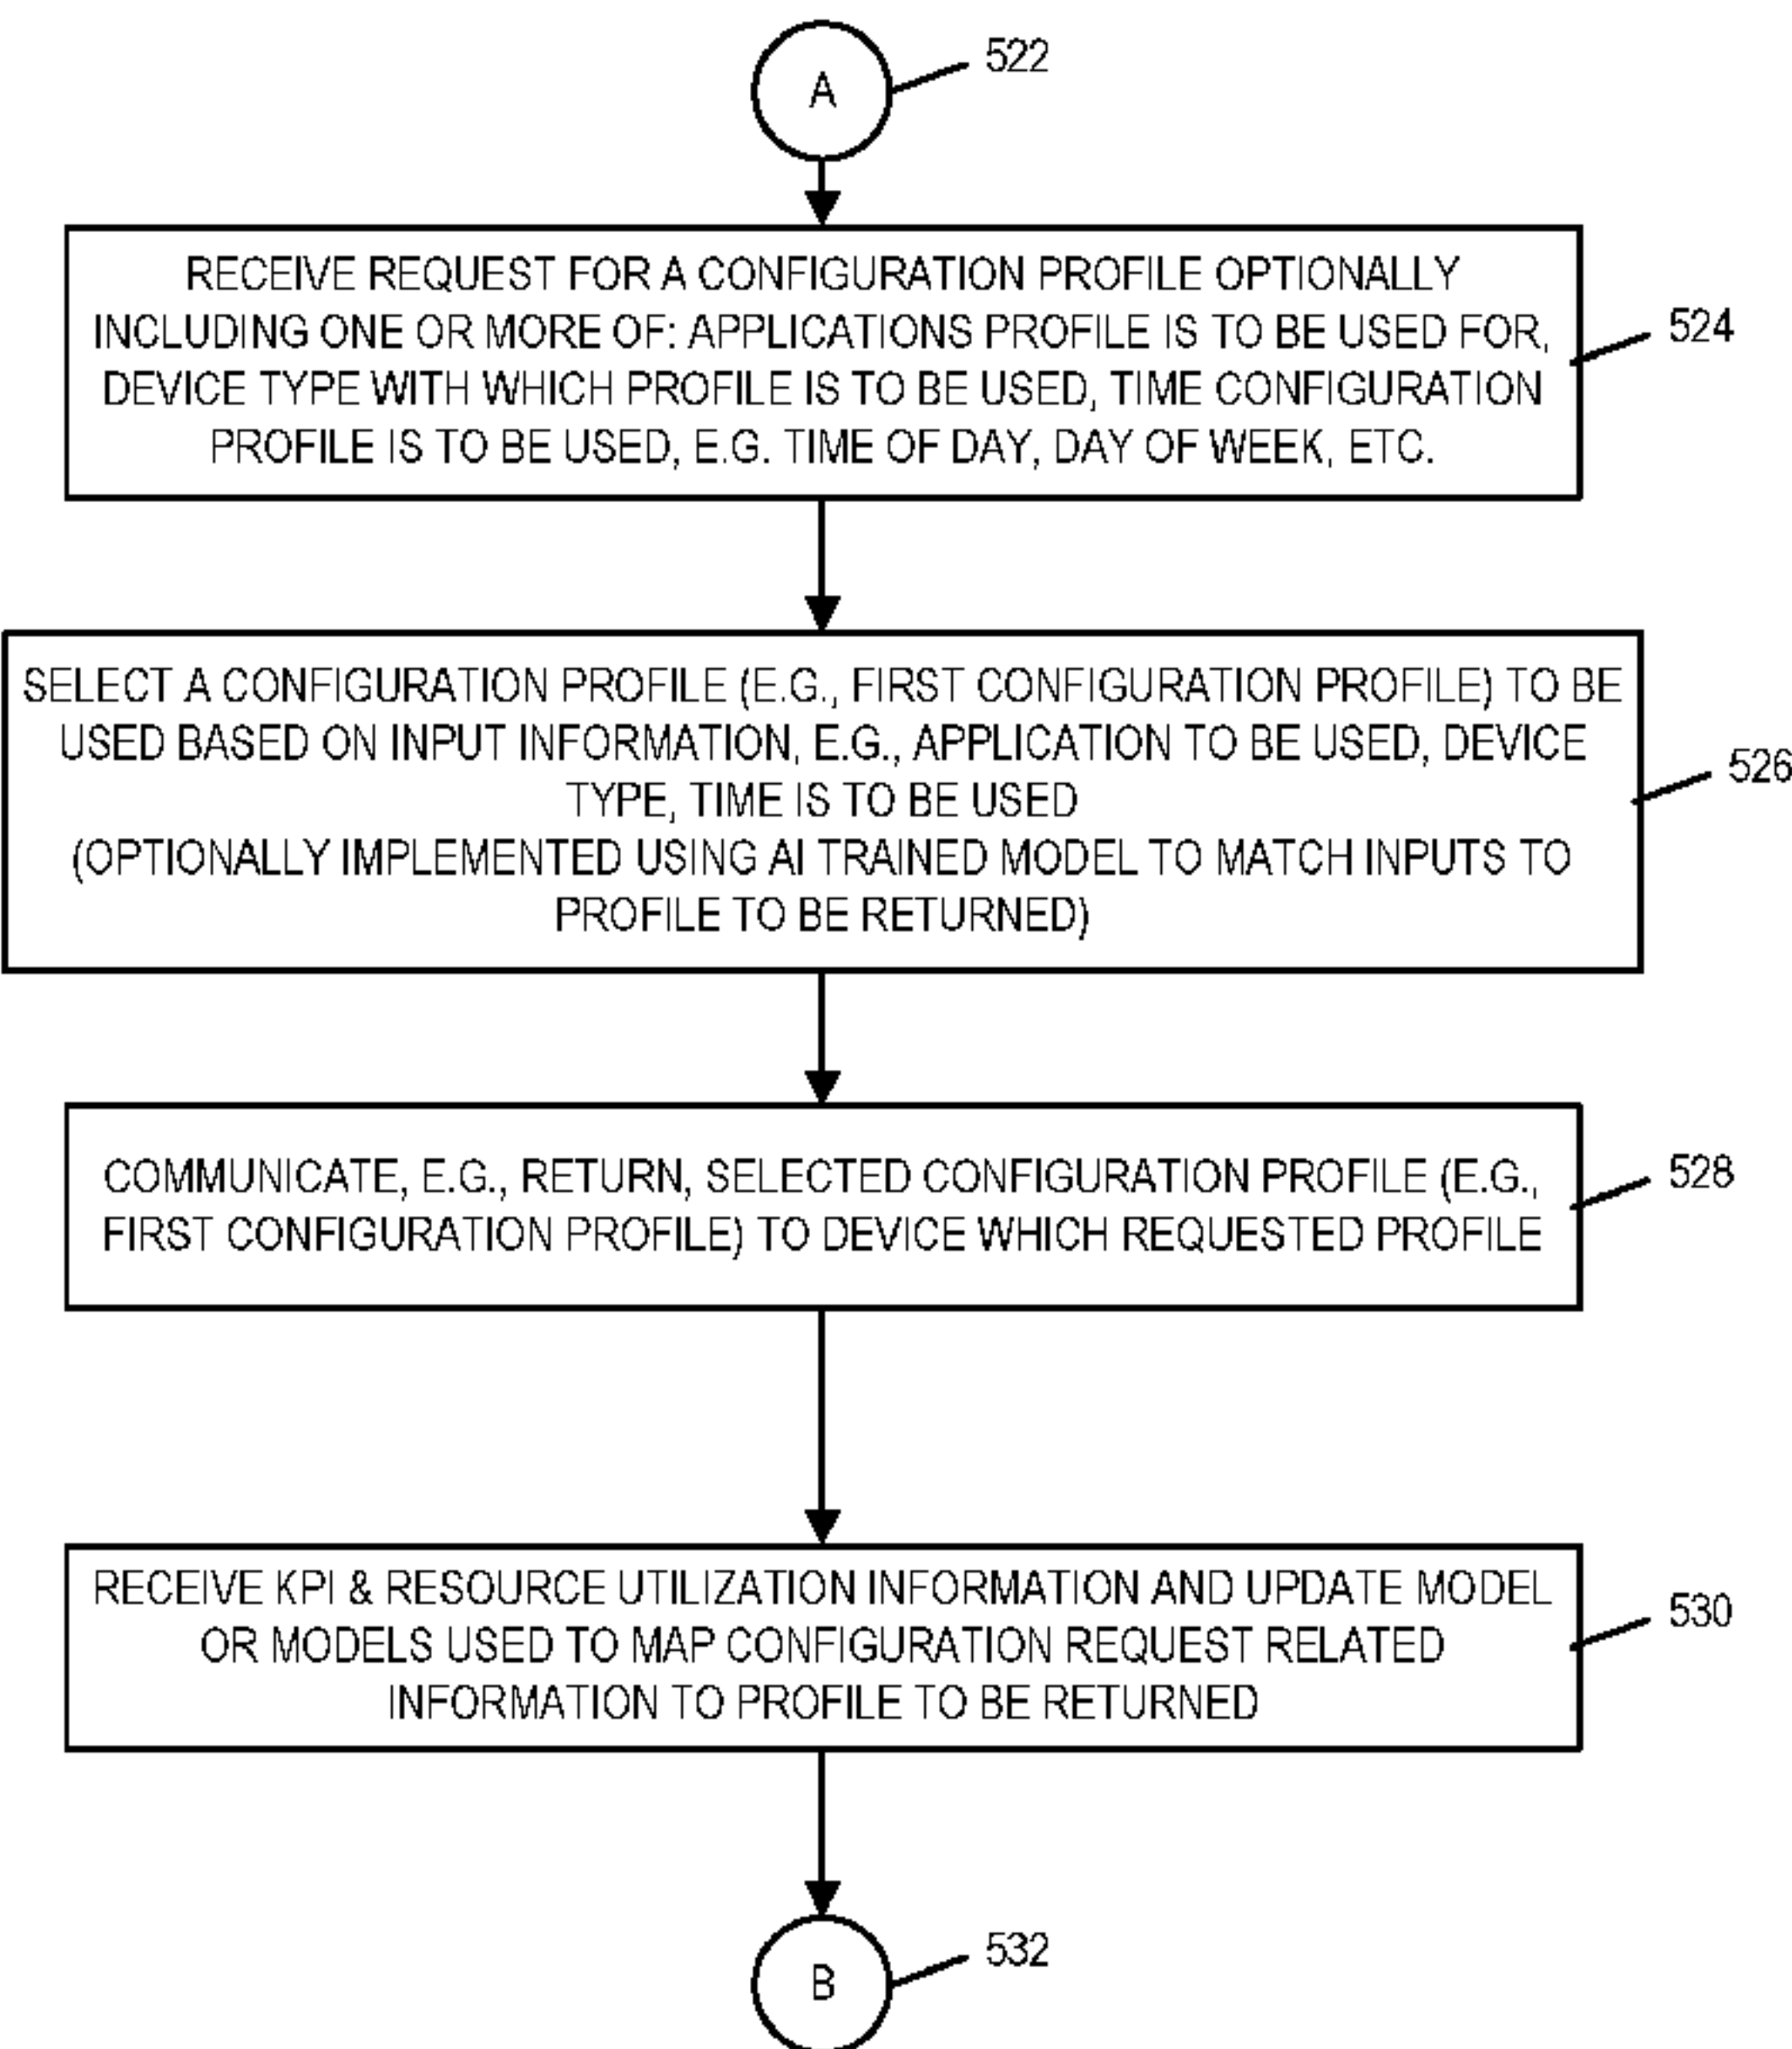 A
522
RECEIVE REQUEST FOR A CONFIGURATION PROFILE OPTIONALLY
INCLUDING ONE OR MORE OF: APPLICATIONS PROFILE IS TO BE USED FOR,
DEVICE TYPE WITH WHICH PROFILE IS TO BE USED, TIME CONFIGURATION
PROFILE IS TO BE USED, E.G. TIME OF DAY, DAY OF WEEK, ETC.
524
SELECT A CONFIGURATION PROFILE (E.G., FIRST CONFIGURATION PROFILE) TO BE
USED BASED ON INPUT INFORMATION, E.G., APPLICATION TO BE USED, DEVICE
TYPE, TIME IS TO BE USED
(OPTIONALLY IMPLEMENTED USING AI TRAINED MODEL TO MATCH INPUTS TO
PROFILE TO BE RETURNED)
526
COMMUNICATE, E.G., RETURN, SELECTED CONFIGURATION PROFILE (E.G.,
FIRST CONFIGURATION PROFILE) TO DEVICE WHICH REQUESTED PROFILE
528
RECEIVE KPI & RESOURCE UTILIZATION INFORMATION AND UPDATE MODEL
OR MODELS USED TO MAP CONFIGURATION REQUEST RELATED
INFORMATION TO PROFILE TO BE RETURNED
530
B
532